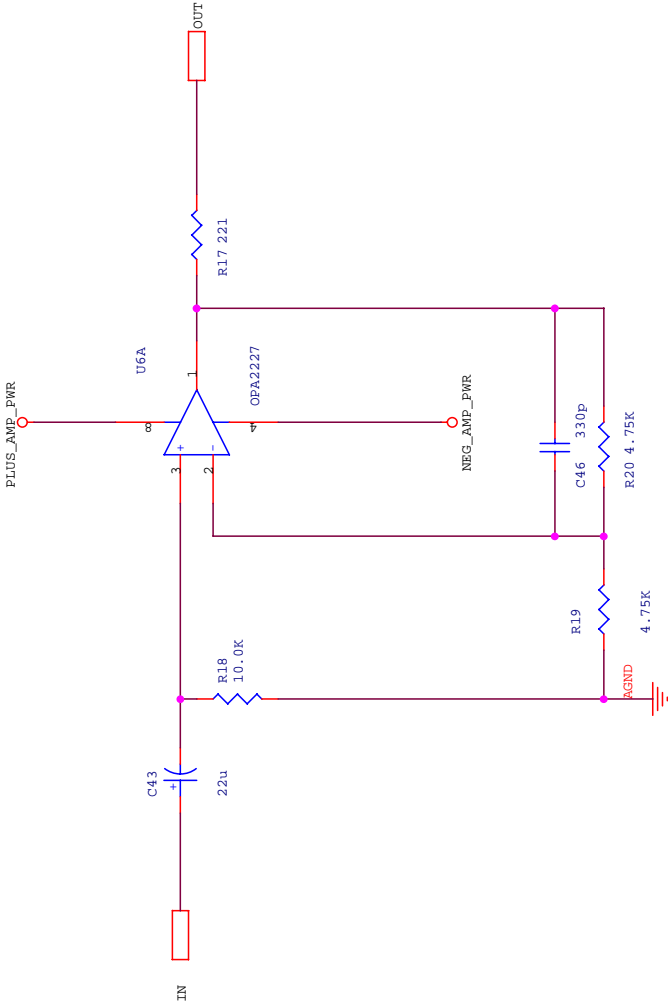 OUT
R17 221
U6A
1
OPA2227
PLUS_AMP_PWR
8
4
NEG_AMP_PWR
+
-
3
2
C46 330p
R20 4.75K
R19
4.75K
R18
10.0K
AGND
C43
+
22u
IN